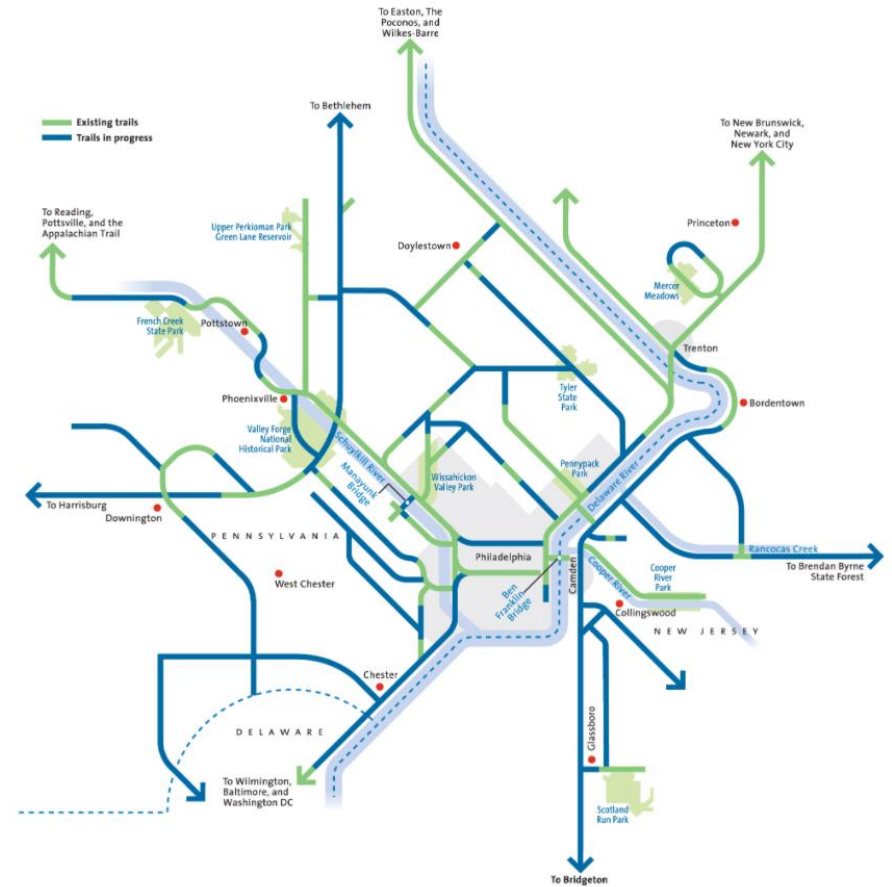 To Easton, The
Poconos, and
Wilkes-Barre
To Bethlehem
Existing trails
Trails in progress
To New Brunswick,
Newark, and
New York City
To Reading,
Pottsville, and the
Appalachian Trail
Upper Perkioman Park
Green Lane Reservoir
Doylestown
Princeton
Mercer
Meadows
French Creek
State Park
Pottstown
Trenton
Phoenixville
Tyler
State
Park
Bordentown
Valley Forge
National
Historical Park
Schuylkill River
Manayunk
Bridge
Wissahickon
Valley Park
Pennypack
Park
Delaware River
To Harrisburg
Downington
PENNSYLVANIA
Philadelphia
Camden
Rancocas Creek
To Brendan Byrne
State Forest
West Chester
Ben
Franklin
Bridge
Cooper River
Cooper
River
Park
Collingswood
NEW JERSEY
Chester
DELAWARE
Glassboro
To Wilmington,
Baltimore, and
Washington DC
Scotland
Run Park
To Bridgeton